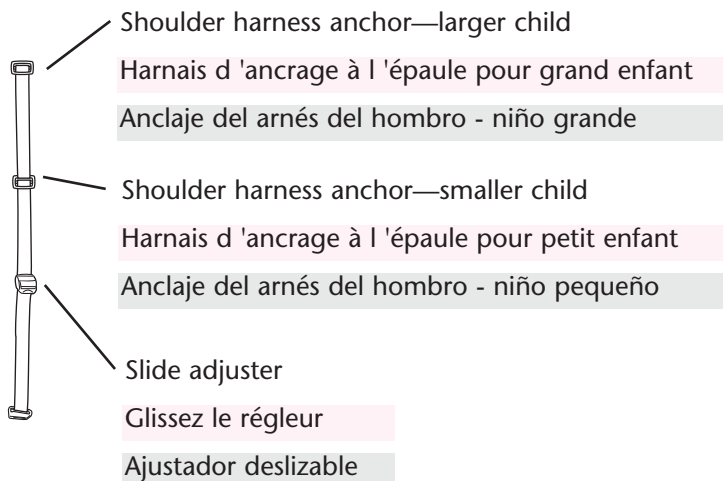 Shoulder harness anchor—larger child
Harnais d 'ancrage à l 'épaule pour grand enfant
Anclaje del arnés del hombro - niño grande
Shoulder harness anchor—smaller child
Harnais d 'ancrage à l 'épaule pour petit enfant
Anclaje del arnés del hombro - niño pequeño
Slide adjuster
Glissez le régleur
Ajustador deslizable